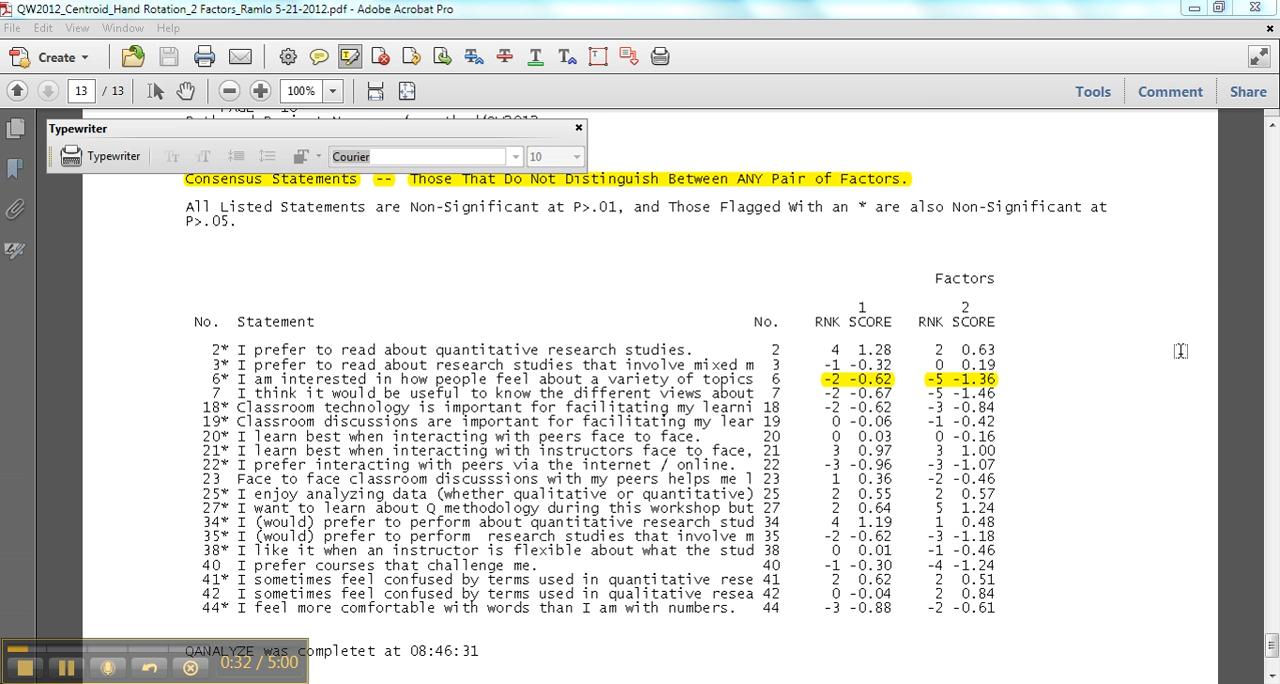 QW2012_Centroid_Hand Rotation_2 Factors_Ramlo 5-21-2012.pdf - Adobe Acrobat Pro
File Edit View Window Help
Create
13 / 13 100% Tools Comment Share
Typewriter
Typewriter Courier 10
Consensus Statements -- Those That Do Not Distinguish Between ANY Pair of Factors.
All Listed Statements are Non-Significant at P>.01, and Those Flagged With an * are also Non-Significant at
P>.05.
Factors
1 2
No. Statement No. RNK SCORE RNK SCORE
2* I prefer to read about quantitative research studies. 2 4 1.28 2 0.63
3* I prefer to read about research studies that involve mixed m 3 -1 -0.32 0 0.19
6* I am interested in how people feel about a variety of topics 6 -2 -0.62 -5 -1.36
7 I think it would be useful to know the different views about 7 -2 -0.67 -5 -1.46
18* Classroom technology is important for facilitating my learni 18 -2 -0.62 -3 -0.84
19* Classroom discussions are important for facilitating my lear 19 0 -0.06 -1 -0.42
20* I learn best when interacting with peers face to face. 20 0 0.03 0 -0.16
21* I learn best when interacting with instructors face to face, 21 3 0.97 3 1.00
22* I prefer interacting with peers via the internet / online. 22 -3 -0.96 -3 -1.07
23 Face to face classroom discusssions with my peers helps me l 23 1 0.36 -2 -0.46
25* I enjoy analyzing data (whether qualitative or quantitative) 25 2 0.55 2 0.57
27* I want to learn about Q methodology during this workshop but 27 2 0.64 5 1.24
34* I (would) prefer to perform about quantitative research stud 34 4 1.19 1 0.48
35* I (would) prefer to perform research studies that involve m 35 -2 -0.62 -3 -1.18
38* I like it when an instructor is flexible about what the stud 38 0 0.01 -1 -0.46
40 I prefer courses that challenge me. 40 -1 -0.30 -4 -1.24
41* I sometimes feel confused by terms used in quantitative rese 41 2 0.62 2 0.51
42 I sometimes feel confused by terms used in qualitative resea 42 0 -0.04 2 0.84
44* I feel more comfortable with words than I am with numbers. 44 -3 -0.88 -2 -0.61
QANALYZE was completet at 08:46:31
0:32 / 5:00